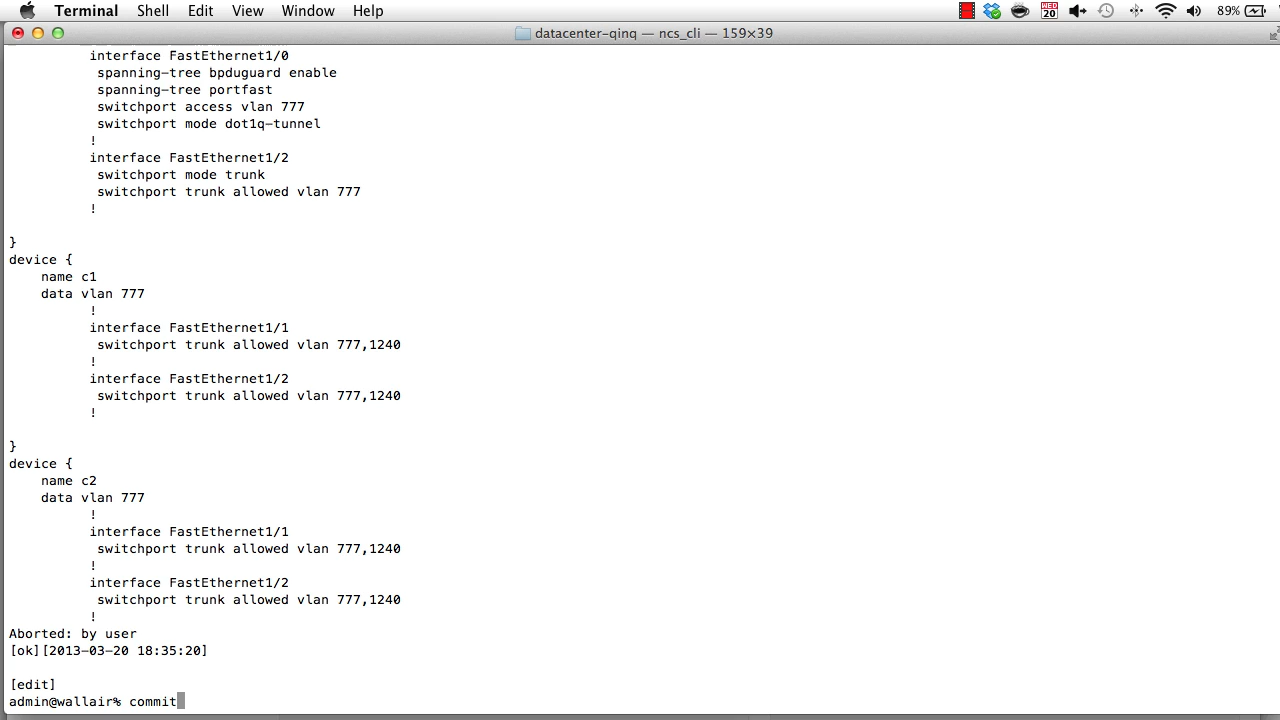 Terminal Shell Edit View Window Help
WED
20
89%
datacenter-qinq — ncs_cli — 159×39
interface FastEthernet1/0
spanning-tree bpduguard enable
spanning-tree portfast
switchport access vlan 777
switchport mode dot1q-tunnel
!
interface FastEthernet1/2
switchport mode trunk
switchport trunk allowed vlan 777
!
}
device {
name c1
data vlan 777
!
interface FastEthernet1/1
switchport trunk allowed vlan 777,1240
!
interface FastEthernet1/2
switchport trunk allowed vlan 777,1240
!
}
device {
name c2
data vlan 777
!
interface FastEthernet1/1
switchport trunk allowed vlan 777,1240
!
interface FastEthernet1/2
switchport trunk allowed vlan 777,1240
!
Aborted: by user
[ok][2013-03-20 18:35:20]
[edit]
admin@wallair% commit